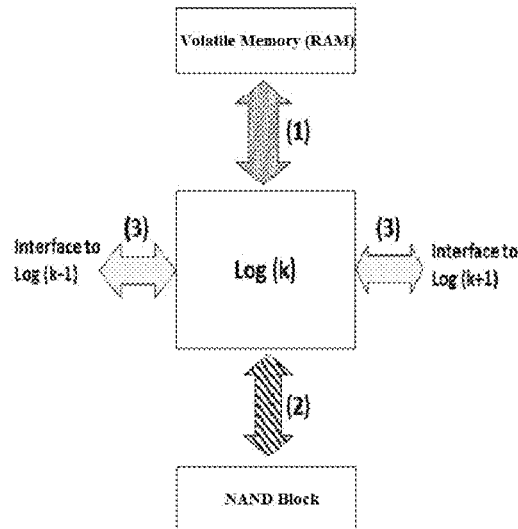 Volatile Memory (RAM)
(1)
(3)
(3)
Interface to
Log (k-1)
Log (k)
Interface to
Log (k+1)
(2)
NAND Block